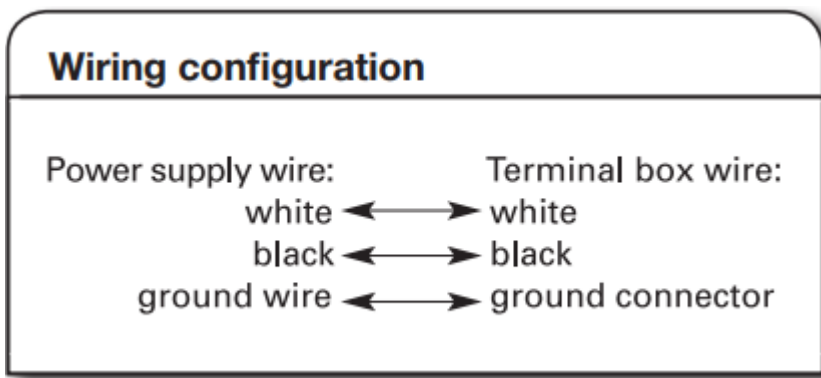 Wiring configuration
Power supply wire: Terminal box wire:
white white
black black
ground wire ground connector